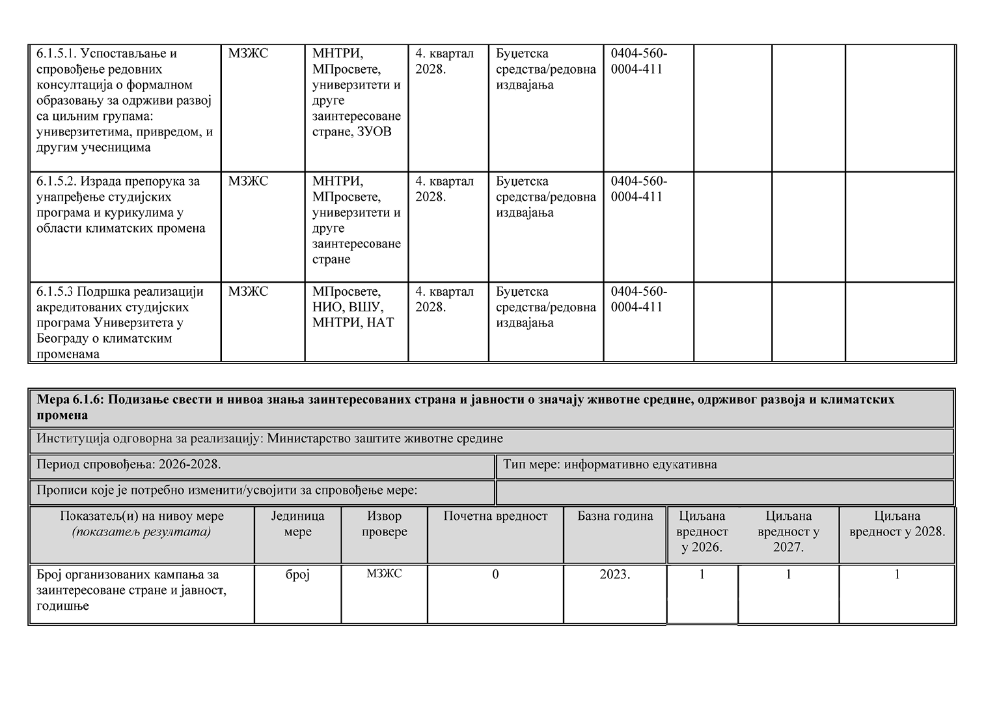 6.1.5.1. Успостављање и
спровођење редовних
консултација о формалном
образовању за одрживи развој
са циљним групама:
универзитетима, привредом, и
другим учесницима
МЗЖС
МНТРИ,
МПросвете,
универзитети и
друге
заинтересоване
стране, ЗУОВ
4. квартал
2028.
Буџетска
средства/редовна
издвајања
0404-560-
0004-411
6.1.5.2. Израда препорука за
унапређење студијских
програма и курикулима у
области климатских промена
МЗЖС
МНТРИ,
МПросвете,
универзитети и
друге
заинтересоване
стране
4. квартал
2028.
Буџетска
средства/редовна
издвајања
0404-560-
0004-411
6.1.5.3 Подршка реализацији
акредитованих студијских
програма Универзитета у
Београду о климатским
променама
МЗЖС
МПросвете,
НИО, ВШУ,
МНТРИ, НАТ
4. квартал
2028.
Буџетска
средства/редовна
издвајања
0404-560-
0004-411
Мера 6.1.6: Подизање свести и нивоа знања заинтересованих страна и јавности о значају животне средине, одрживог развоја и климатских
промена
Институција одговорна за реализацију: Министарство заштите животне средине
Период спровођења: 2026-2028.
Тип мере: информативно едукативна
Прописи које је потребно изменити/усвојити за спровођење мере:
Показатељ(и) на нивоу мере
(показатељ резултата)
Јединица
мере
Извор
провере
Почетна вредност
Базна година
Циљана
вредност
у 2026.
Циљана
вредност у
2027.
Циљана
вредност у 2028.
Број организованих кампања за
заинтересоване стране и јавност,
годишње
број
МЗЖС
0
2023.
1
1
1